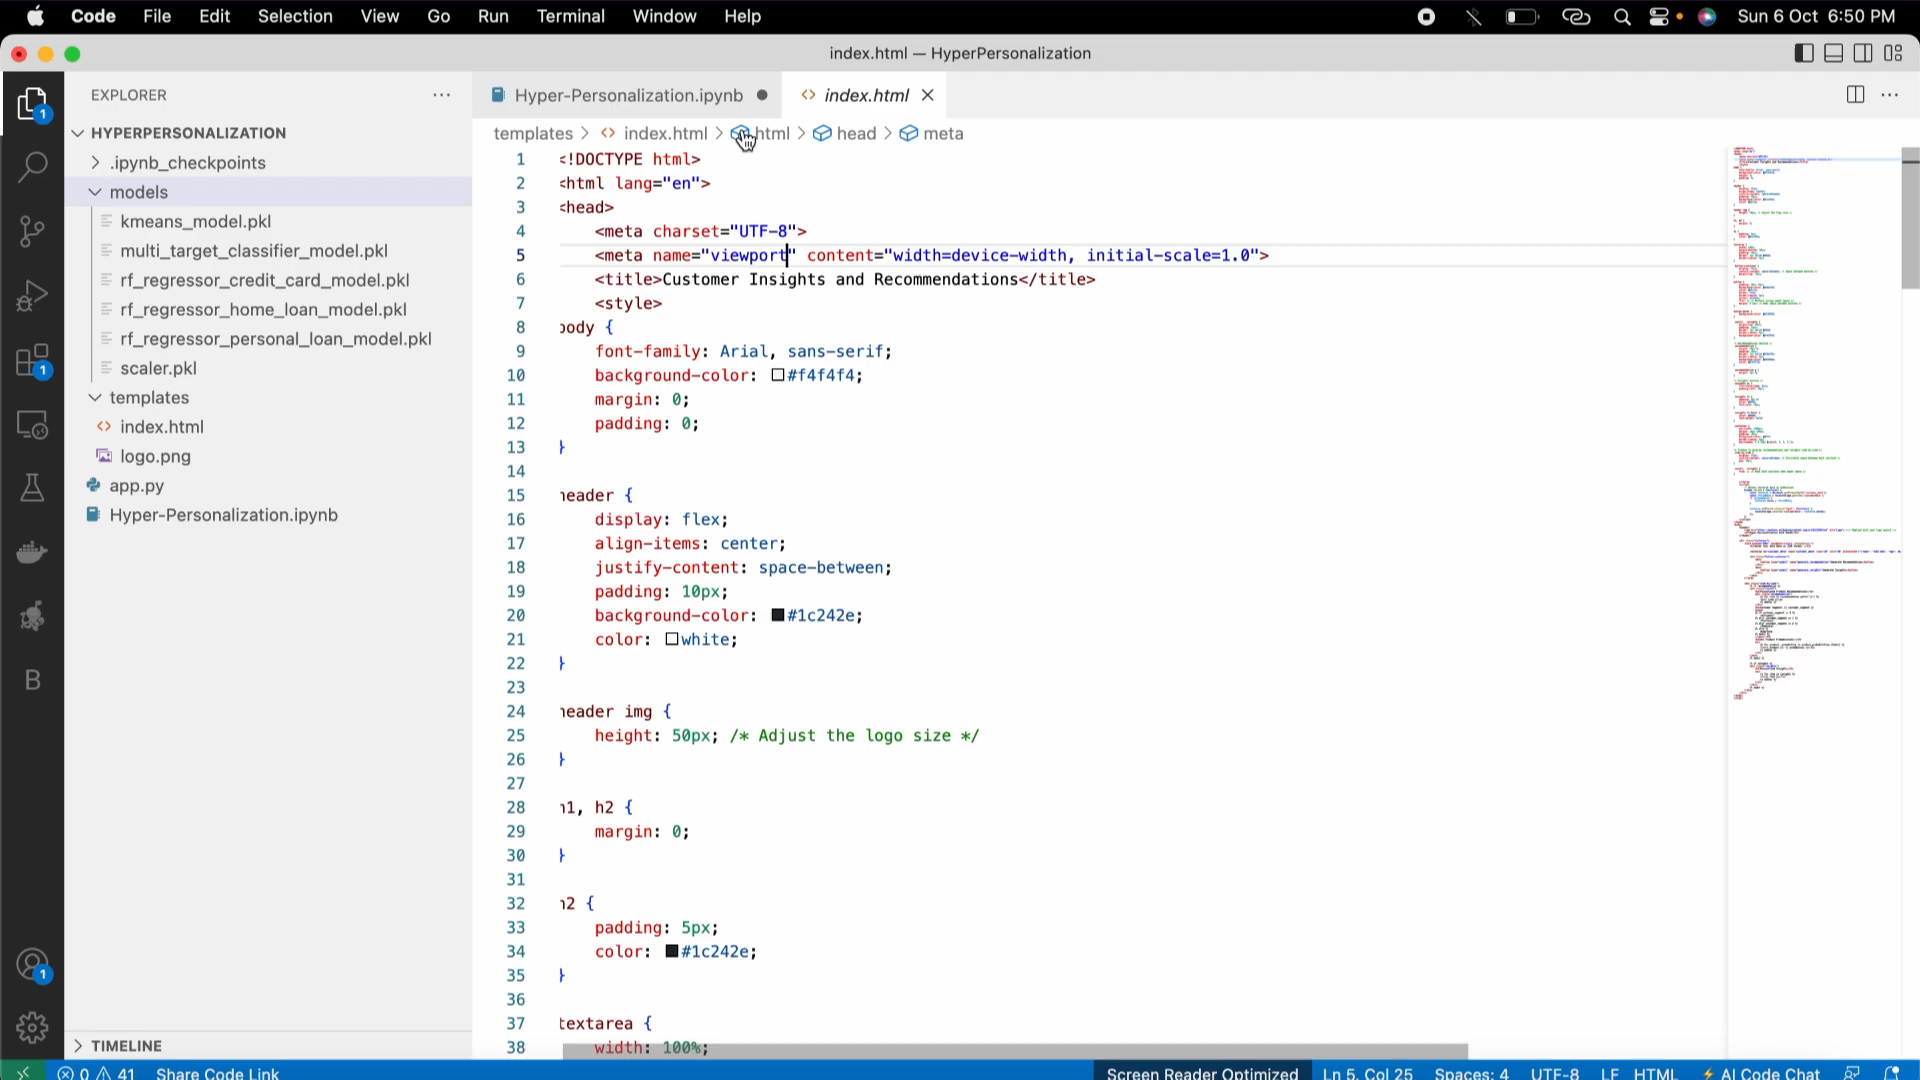 Code File Edit Selection View Go Run Terminal Window Help Sun 6 Oct 6:50 PM
index.html — HyperPersonalization
EXPLORER
HYPERPERSONALIZATION
.ipynb_checkpoints
models
kmeans_model.pkl
multi_target_classifier_model.pkl
rf_regressor_credit_card_model.pkl
rf_regressor_home_loan_model.pkl
rf_regressor_personal_loan_model.pkl
scaler.pkl
templates
index.html
logo.png
app.py
Hyper-Personalization.ipynb
TIMELINE
1
1
B
1
Hyper-Personalization.ipynb index.html
templates > index.html > html > head > meta
1 <!DOCTYPE html>
2 <html lang="en">
3 <head>
4 <meta charset="UTF-8">
5 <meta name="viewport" content="width=device-width, initial-scale=1.0">
6 <title>Customer Insights and Recommendations</title>
7 <style>
8 body {
9 font-family: Arial, sans-serif;
10 background-color: #f4f4f4;
11 margin: 0;
12 padding: 0;
13 }
14
15 header {
16 display: flex;
17 align-items: center;
18 justify-content: space-between;
19 padding: 10px;
20 background-color: #1c242e;
21 color: white;
22 }
23
24 header img {
25 height: 50px; /* Adjust the logo size */
26 }
27
28 h1, h2 {
29 margin: 0;
30 }
31
32 h2 {
33 padding: 5px;
34 color: #1c242e;
35 }
36
37 textarea {
38 width: 100%;
0 41 Share Code Link Screen Reader Optimized Ln 5, Col 25 Spaces: 4 UTF-8 LF HTML AI Code Chat